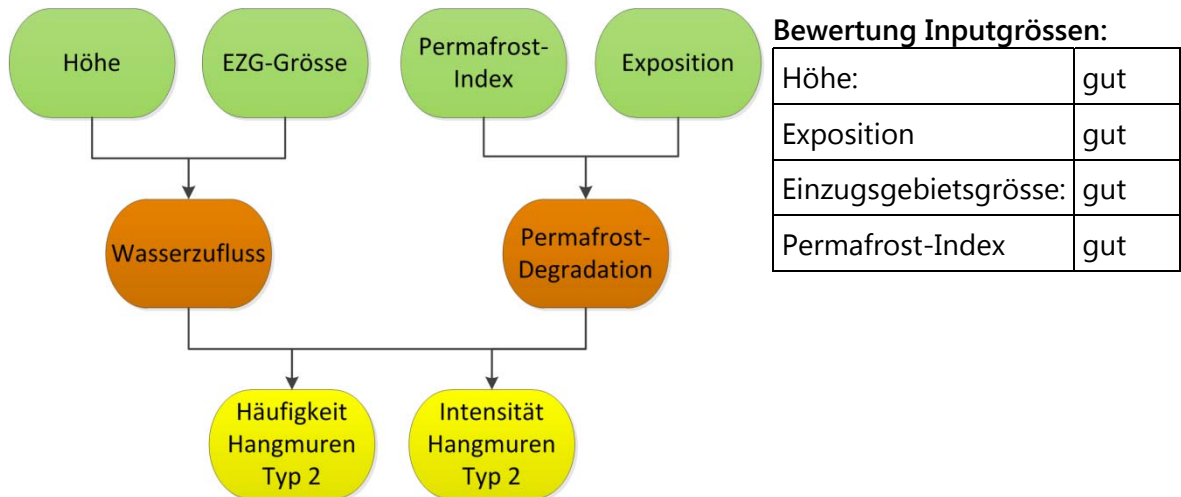 Höhe
EZG-Grösse
Permafrost-
Index
Exposition
Wasserzufluss
Permafrost-
Degradation
Häufigkeit
Hangmuren
Typ 2
Intensität
Hangmuren
Typ 2
Bewertung Inputgrössen:
Höhe: gut
Exposition gut
Einzugsgebietsgrösse: gut
Permafrost-Index gut